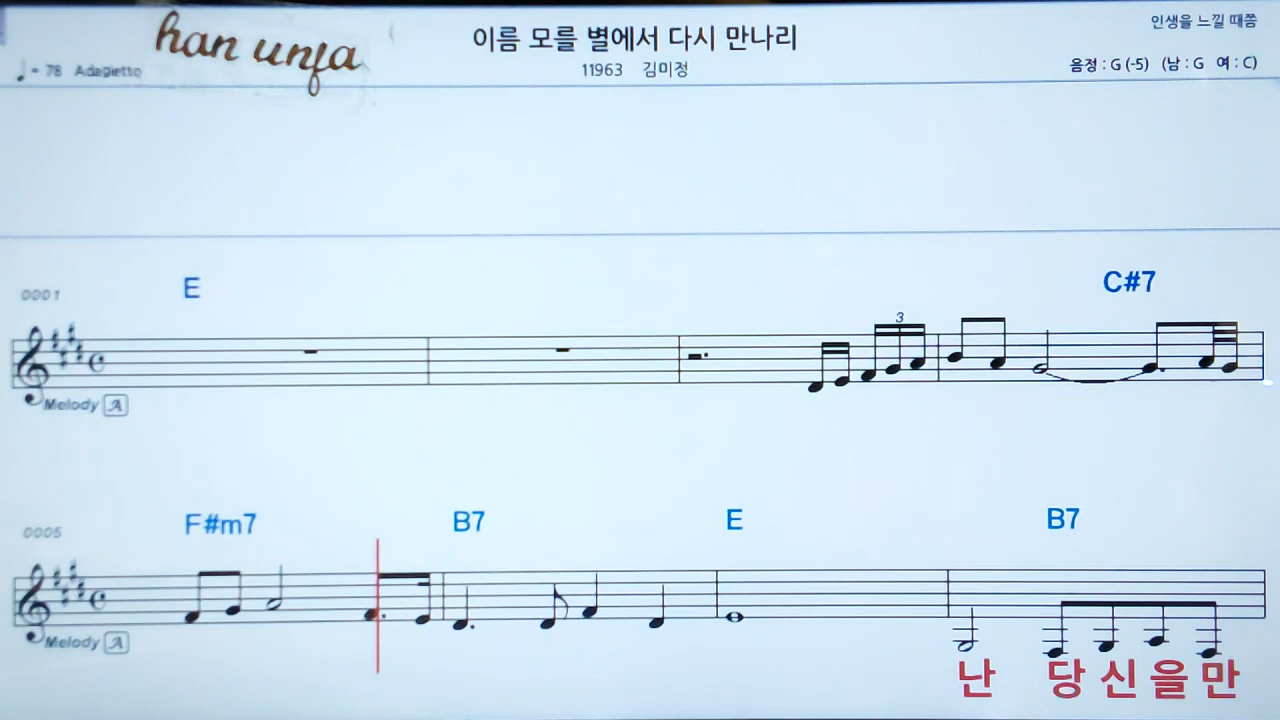 han unfa
이름 모를 별에서 다시 만나리
인생을 느낄 때쯤
♩= 78 Adagietto
11963 김미정
음정 : G (-5) (남 : G 여 : C)
0001 E C#7
3
Melody A
0005 F#m7 B7 E B7
Melody A
난 당 신 을 만